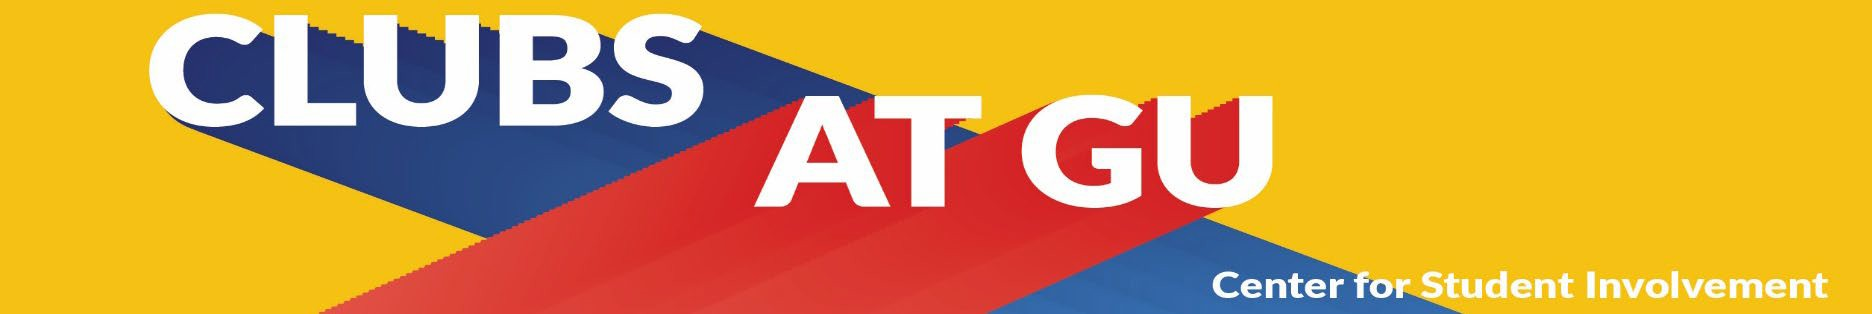 CLUBS
AT GU
Center for Student Involvement